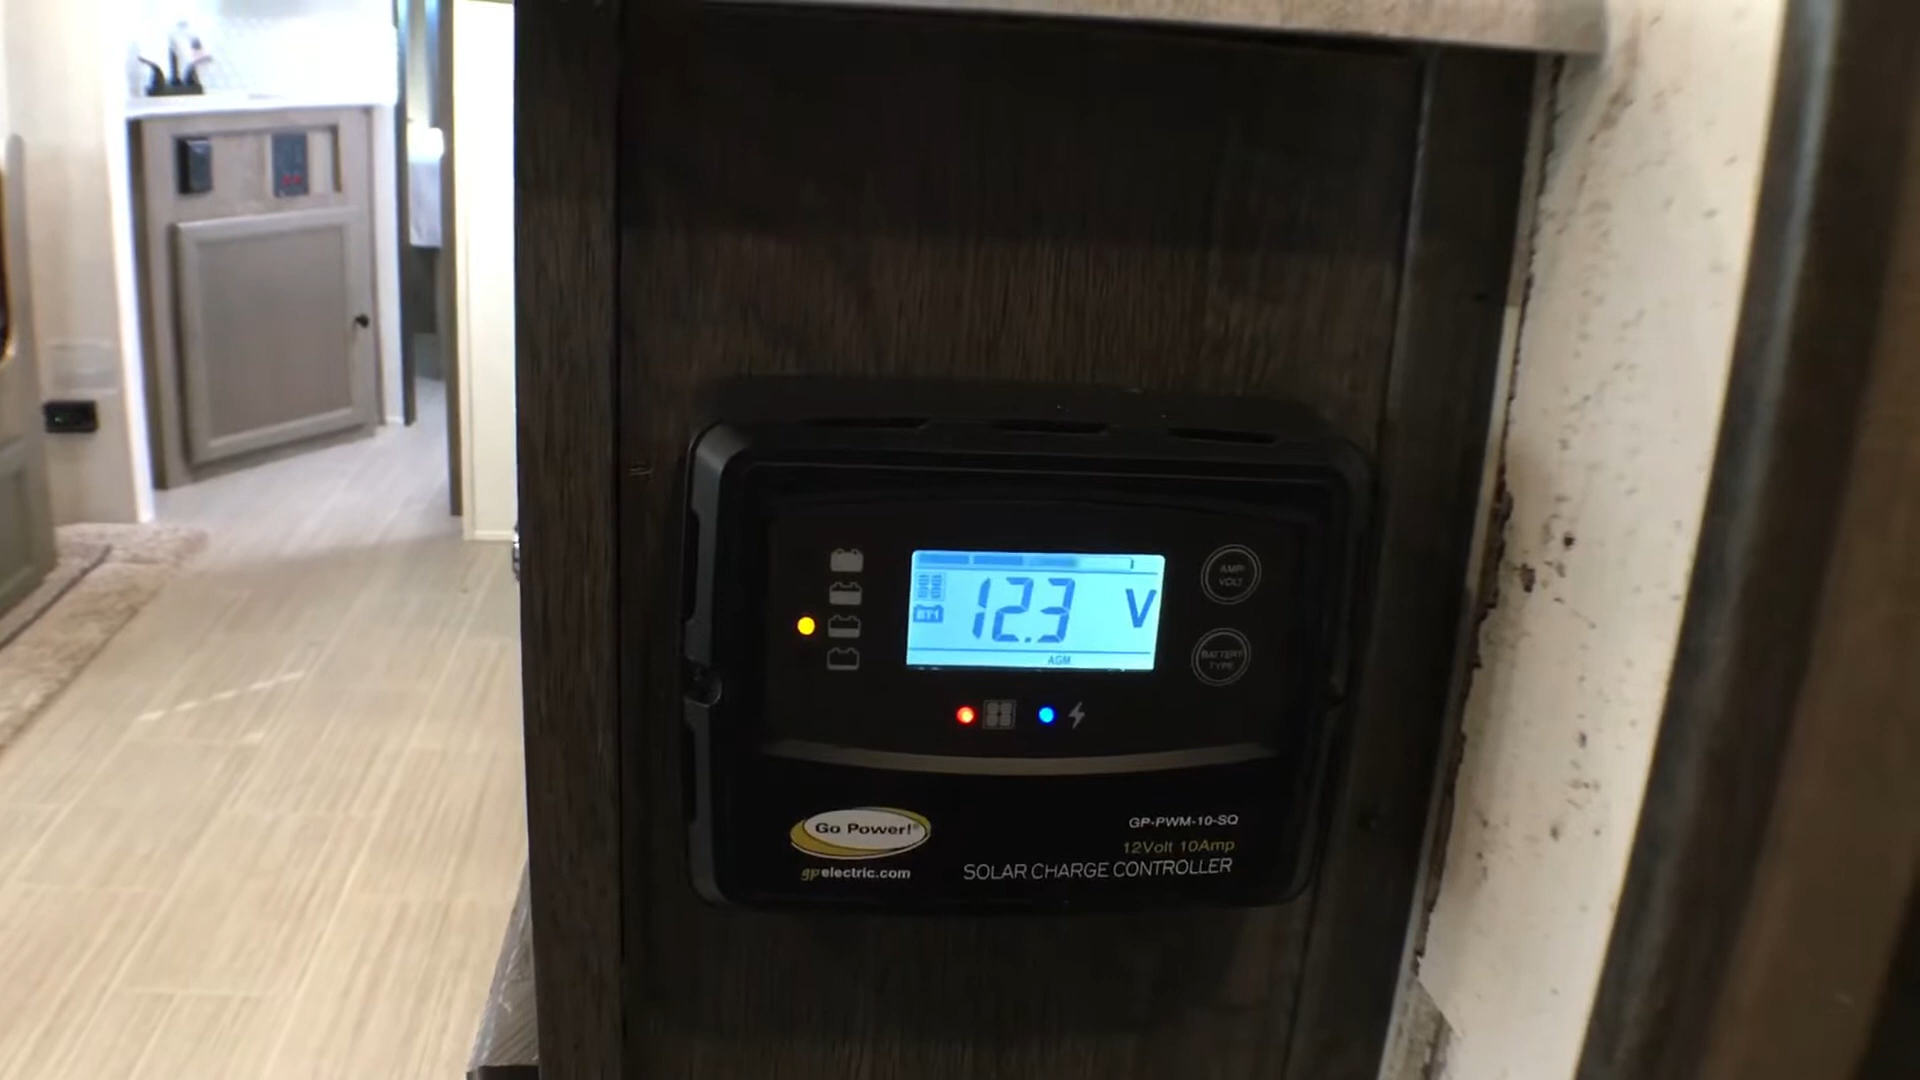 12.3 V
AGM
AMP/
VOLT
BATTERY
TYPE
Go Power!®
gpelectric.com
GP-PWM-10-SQ
12Volt 10Amp
SOLAR CHARGE CONTROLLER